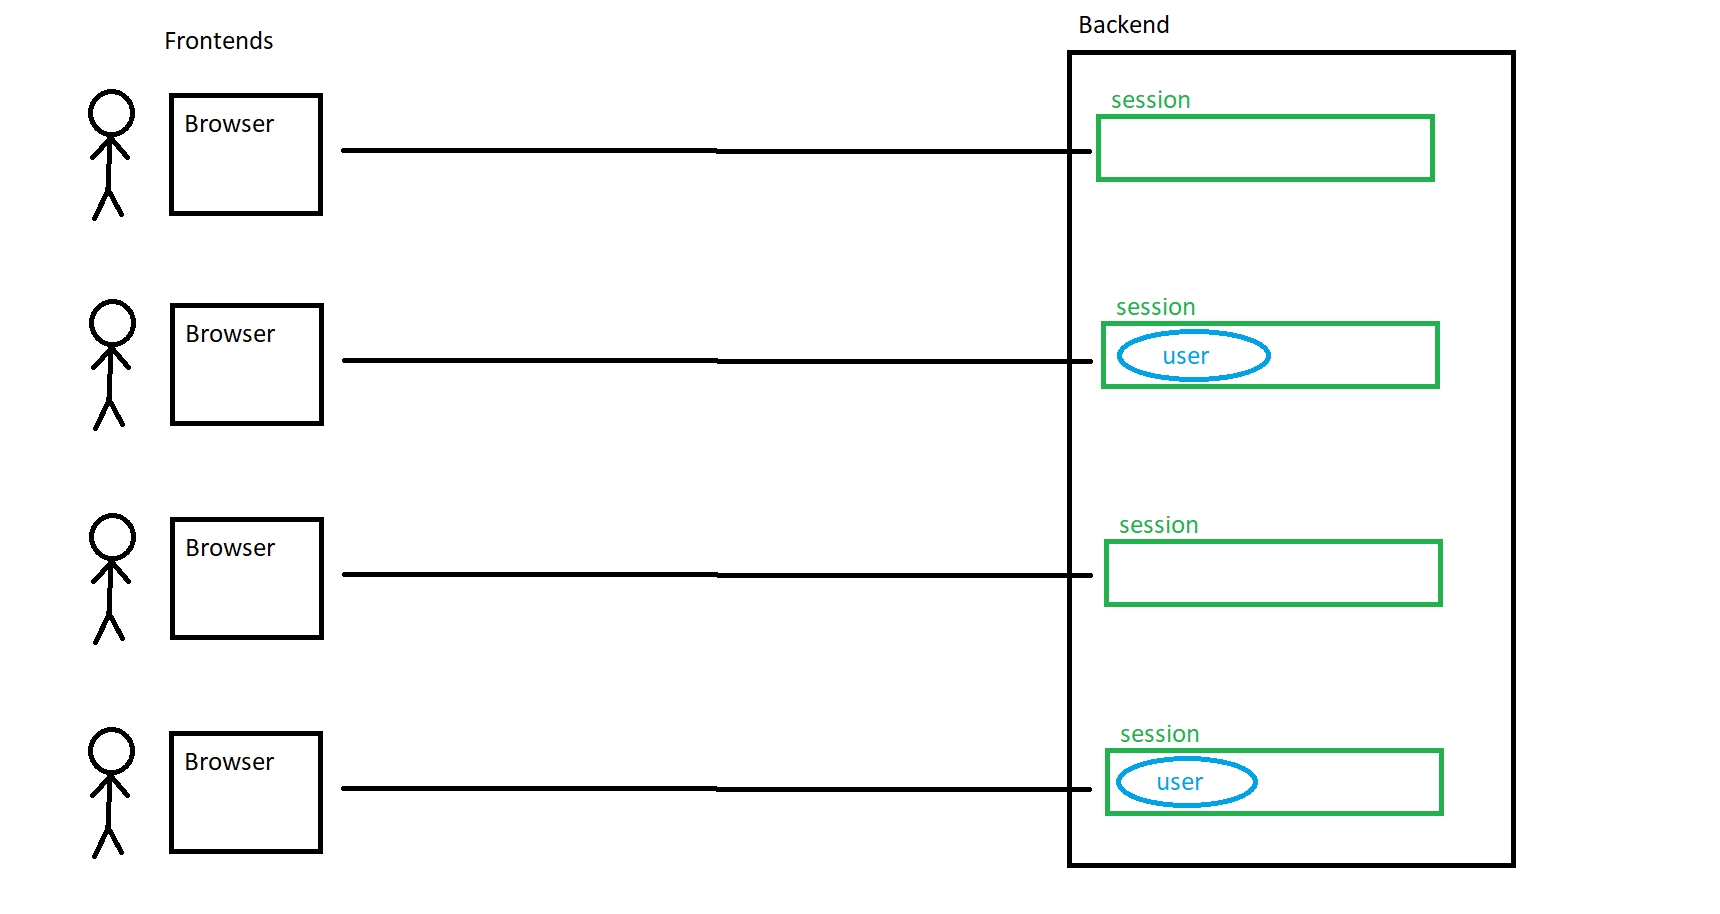 Frontends
Backend
Browser
session
Browser
session
user
Browser
session
Browser
session
user